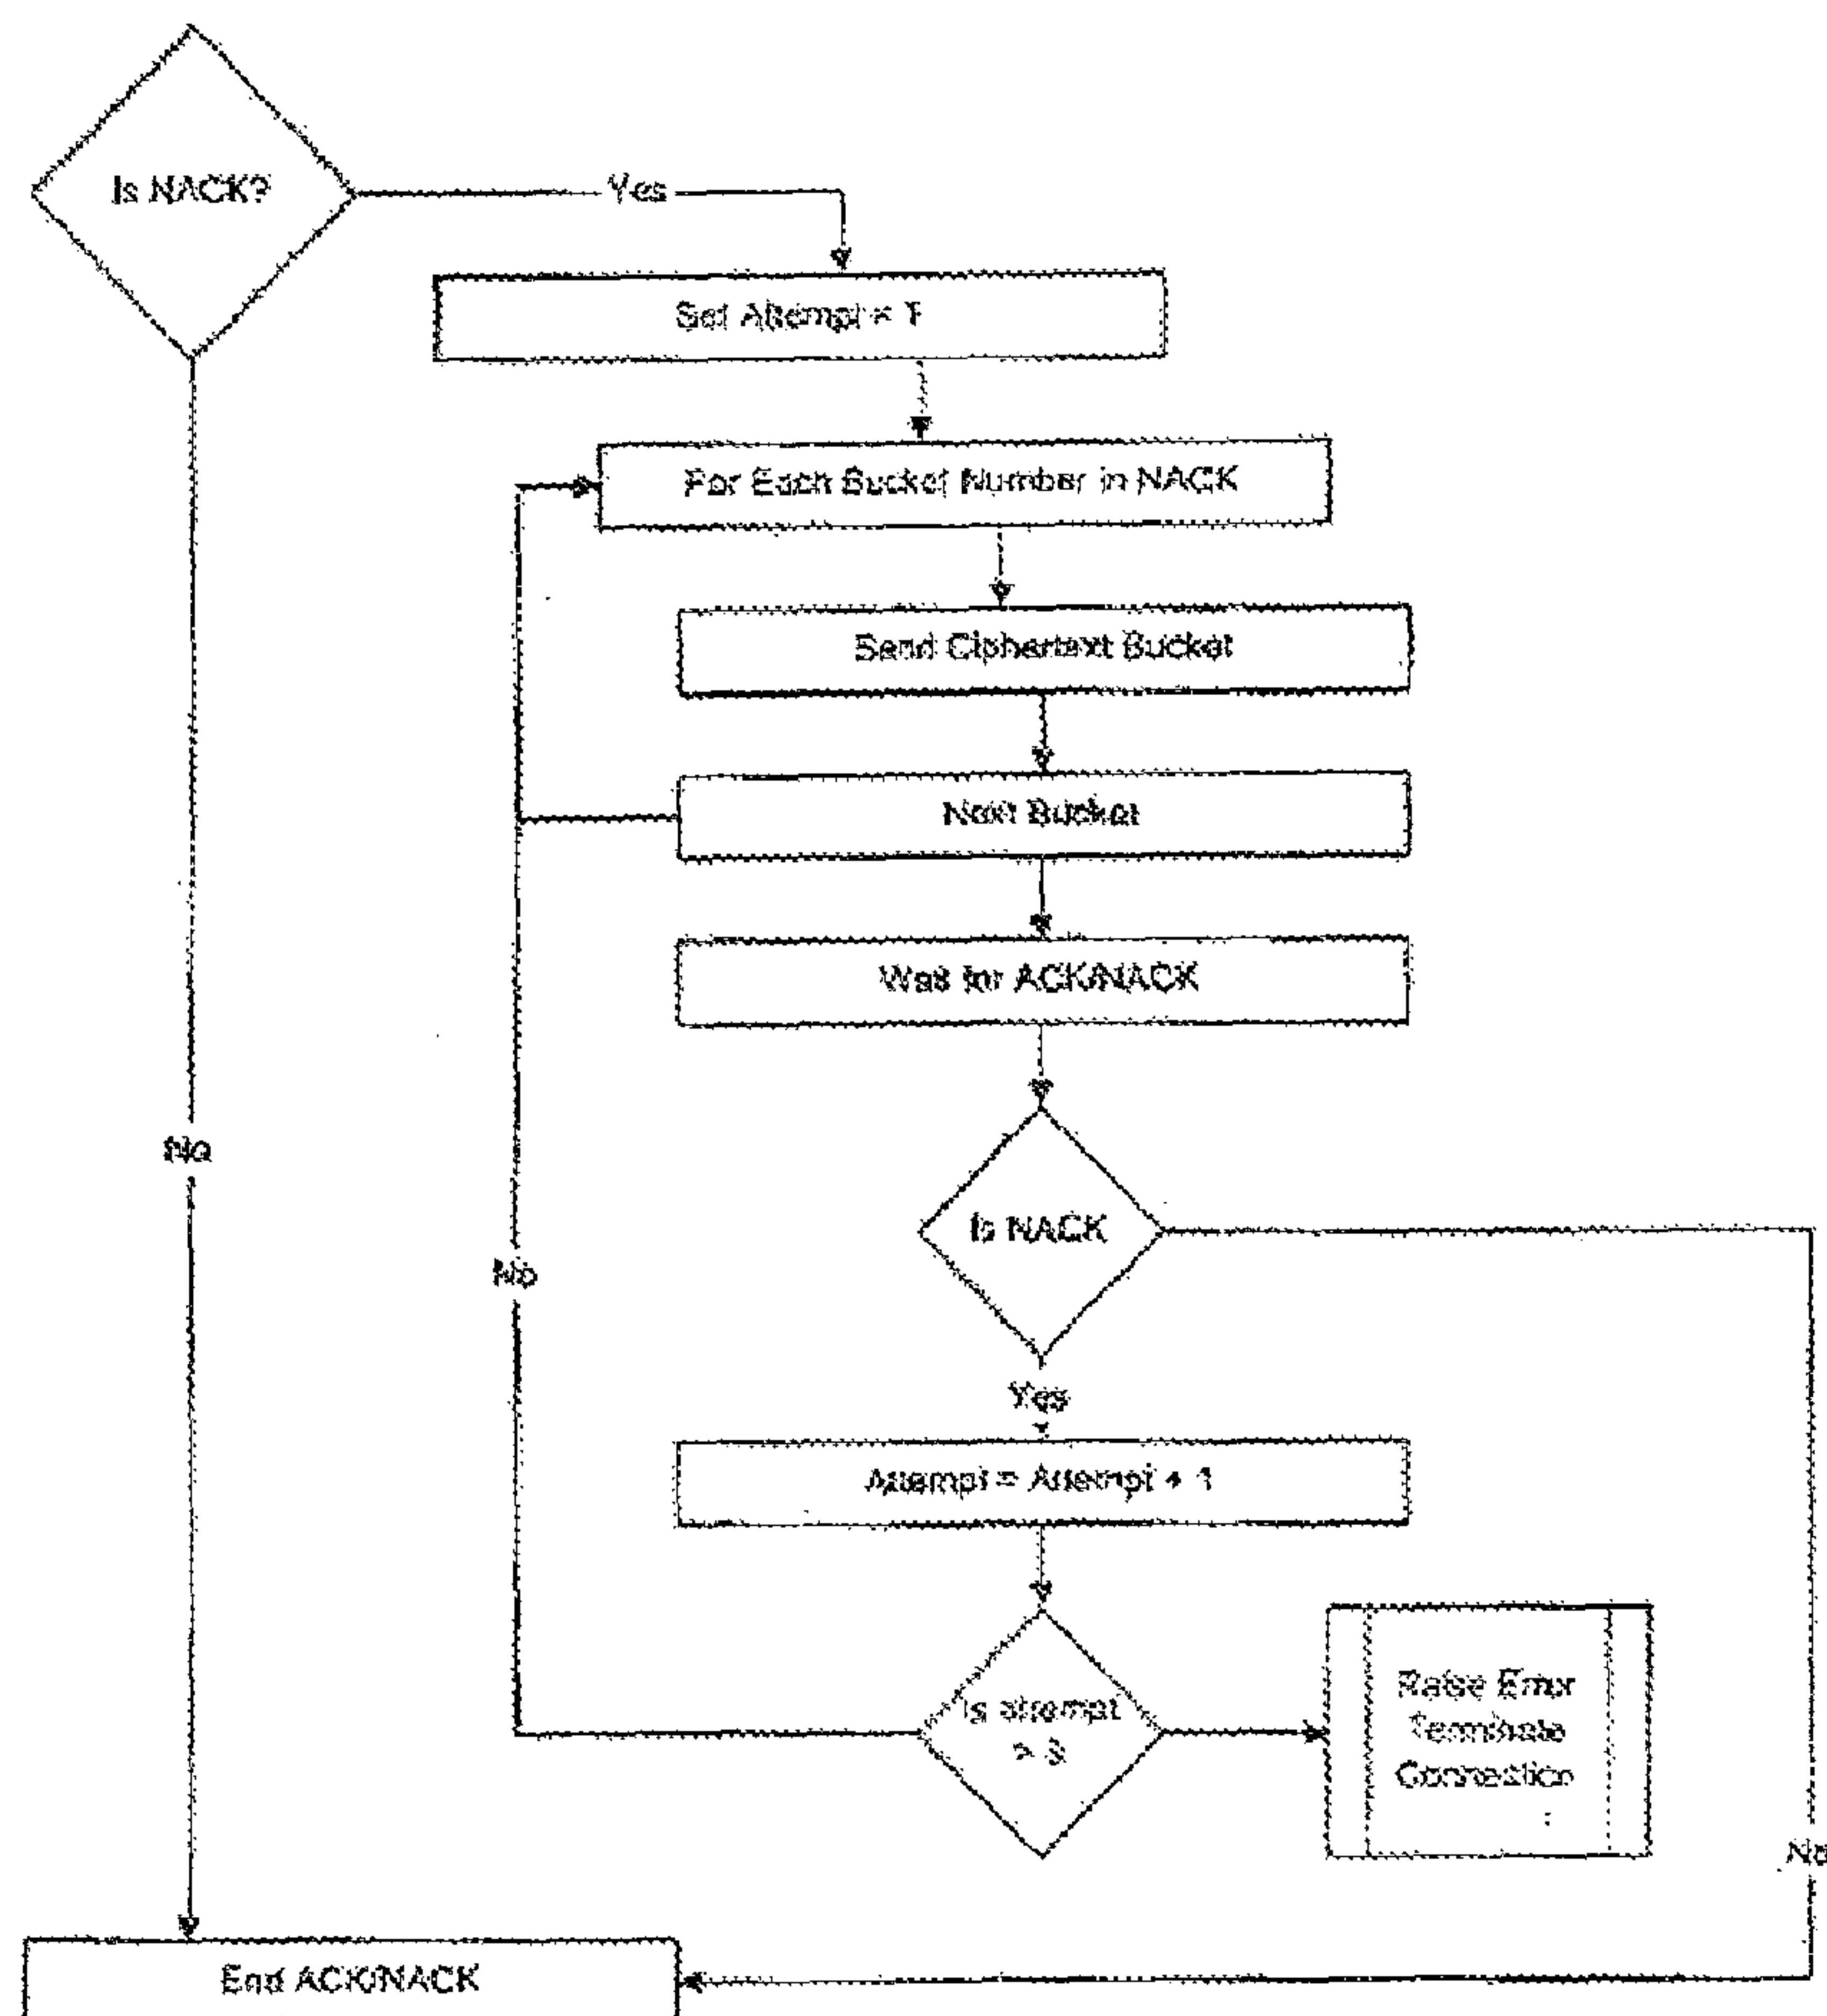 Is NACK?
Yes
Set Attempt = 1
For Each Bucket Number in NACK
Send Ciphertext Bucket
Next Bucket
Wait for ACK/NACK
No
Is NACK
No
Yes
Attempt = Attempt + 1
Is attempt
Raise Error
Terminate
Connection
No
End ACK/NACK